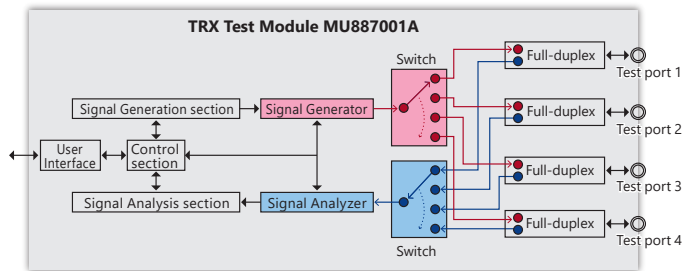 TRX Test Module MU887001A
Switch
Full-duplex
Test port 1
Signal Generation section
Signal Generator
Full-duplex
Test port 2
User
Interface
Control
section
Full-duplex
Test port 3
Signal Analysis section
Signal Analyzer
Full-duplex
Test port 4
Switch